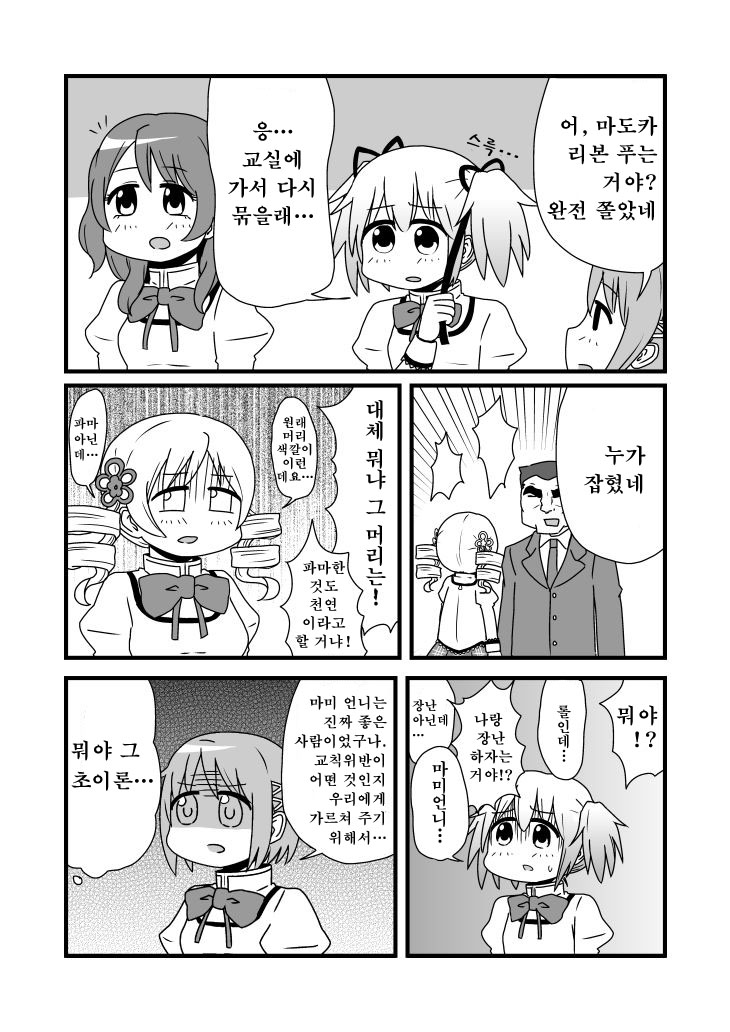 어, 마도카
리본 푸는
거야?
완전 쫄았네
스륵…
응…
교실에
가서 다시
묶을래…
누가
잡혔네
대체 뭐냐 그 머리는!
원래
머리
색깔이
이런
데요…
파마한
것도
천연
이라고
할 거냐!
파마
아닌
데…
뭐야
!?
롤인데…
나랑
장난
하자는
거야!?
장난
아닌데
…
마미언니…
마미 언니는
진짜 좋은
사람이었구나.
교칙위반이
어떤 것인지
우리에게
가르쳐 주기
위해서…
뭐야 그
초이론…